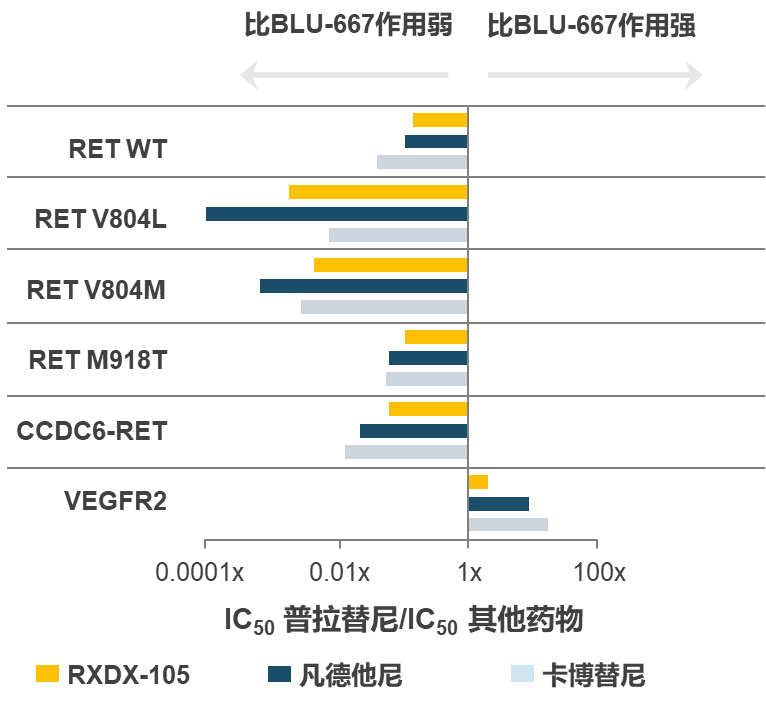 比BLU-667作用弱 比BLU-667作用强
RET WT
RET V804L
RET V804M
RET M918T
CCDC6-RET
VEGFR2
0.0001x 0.01x 1x 100x
IC50 普拉替尼/IC50 其他药物
RXDX-105 凡德他尼 卡博替尼